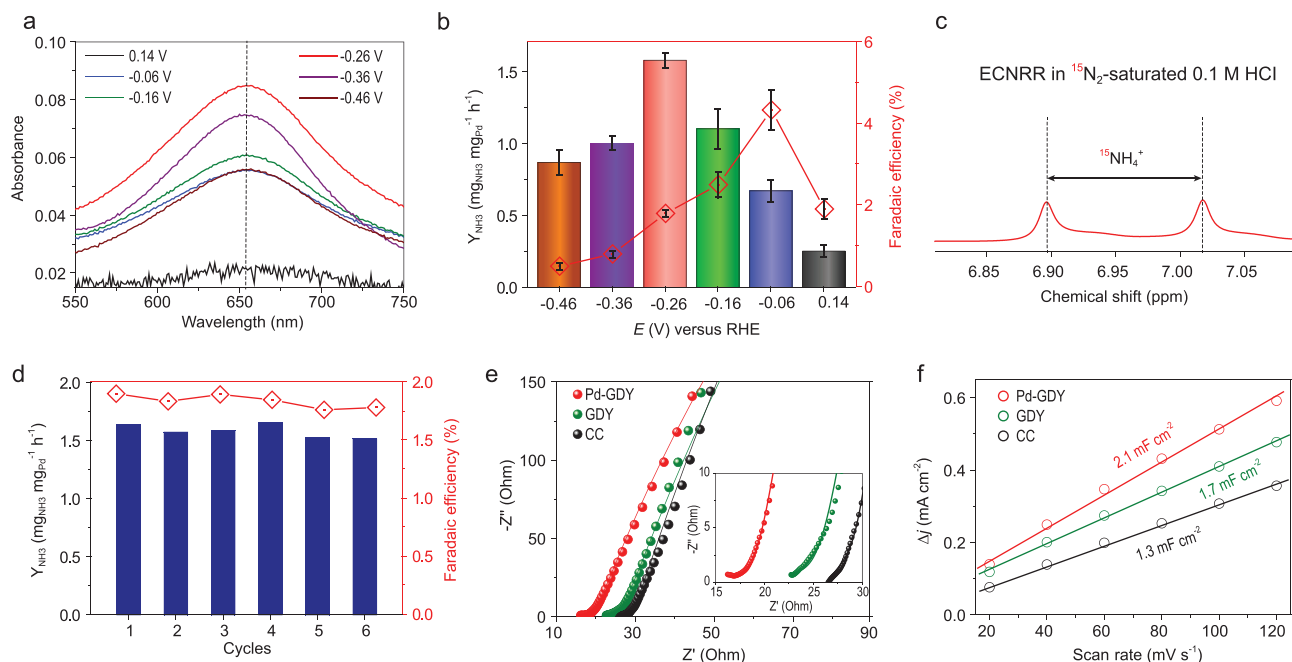 a
0.14 V
-0.06 V
-0.16 V
-0.26 V
-0.36 V
-0.46 V
0.10
0.08
0.06
0.04
0.02
Absorbance
550 600 650 700 750
Wavelength (nm)
b
1.5
1.0
0.5
0.0
Y_NH3 (mg_NH3 mg_Pd^-1 h^-1)
6
4
2
0
Faradaic efficiency (%)
-0.46 -0.36 -0.26 -0.16 -0.06 0.14
E (V) versus RHE
c
ECNRR in ^15N_2-saturated 0.1 M HCl
^15NH_4^+
6.85 6.90 6.95 7.00 7.05
Chemical shift (ppm)
d
2.0
1.5
1.0
0.5
0.0
Y_NH3 (mg_NH3 mg_Pd^-1 h^-1)
2.0
1.5
1.0
0.5
0.0
Faradaic efficiency (%)
1 2 3 4 5 6
Cycles
e
Pd-GDY
GDY
CC
150
100
50
0
-Z" (Ohm)
10
5
0
-Z" (Ohm)
15 20 25 30
Z' (Ohm)
10 30 50 70 90
Z' (Ohm)
f
Pd-GDY
GDY
CC
2.1 mF cm^-2
1.7 mF cm^-2
1.3 mF cm^-2
0.6
0.4
0.2
0.0
Δj (mA cm^-2)
20 40 60 80 100 120
Scan rate (mV s^-1)